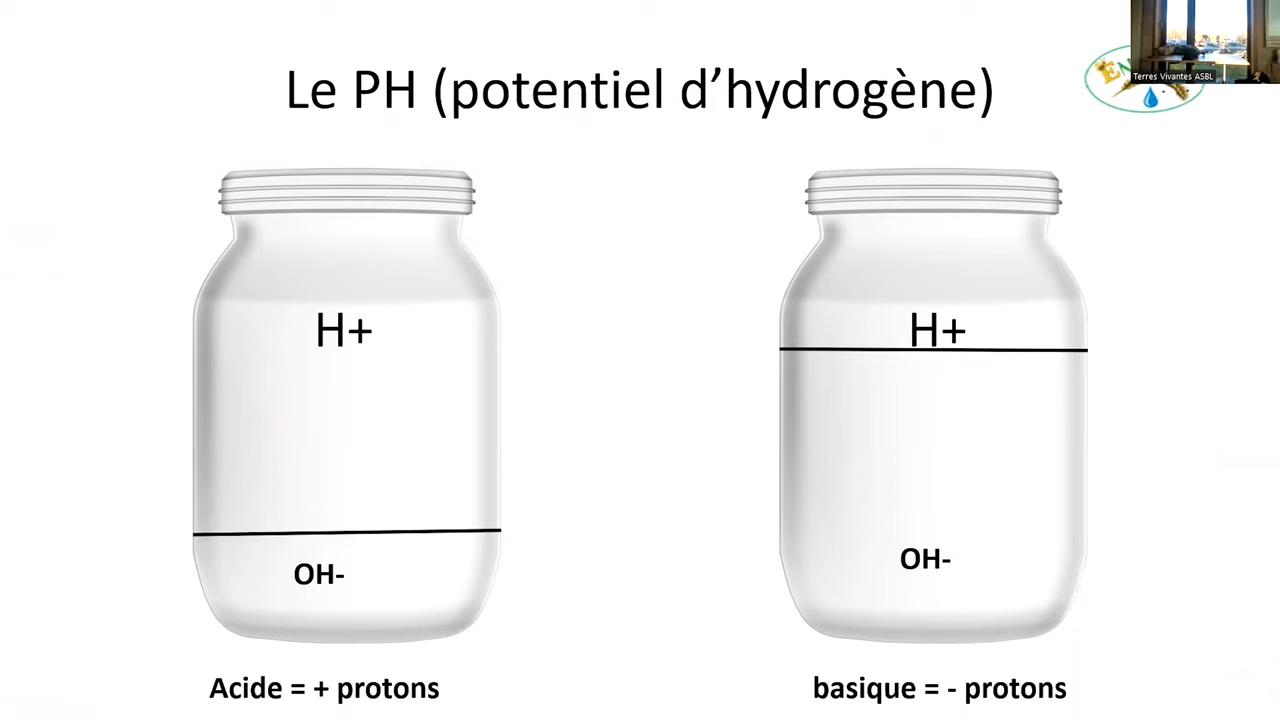 Le PH (potentiel d’hydrogène)
Terres Vivantes ASBL
H+
OH-
H+
OH-
Acide = + protons
basique = - protons